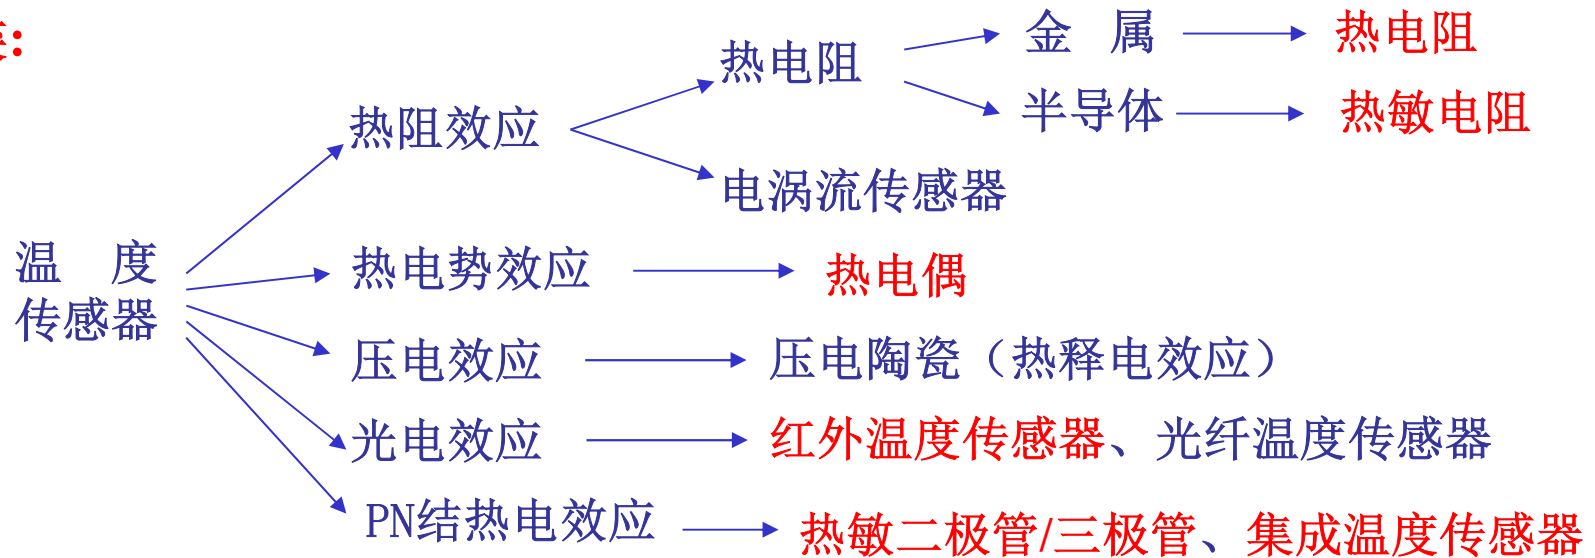 金 属 热电阻
热电阻
半导体 热敏电阻
热阻效应
电涡流传感器
温 度
传感器
热电势效应 热电偶
压电效应 压电陶瓷（热释电效应）
光电效应 红外温度传感器、光纤温度传感器
PN结热电效应 热敏二极管/三极管、集成温度传感器